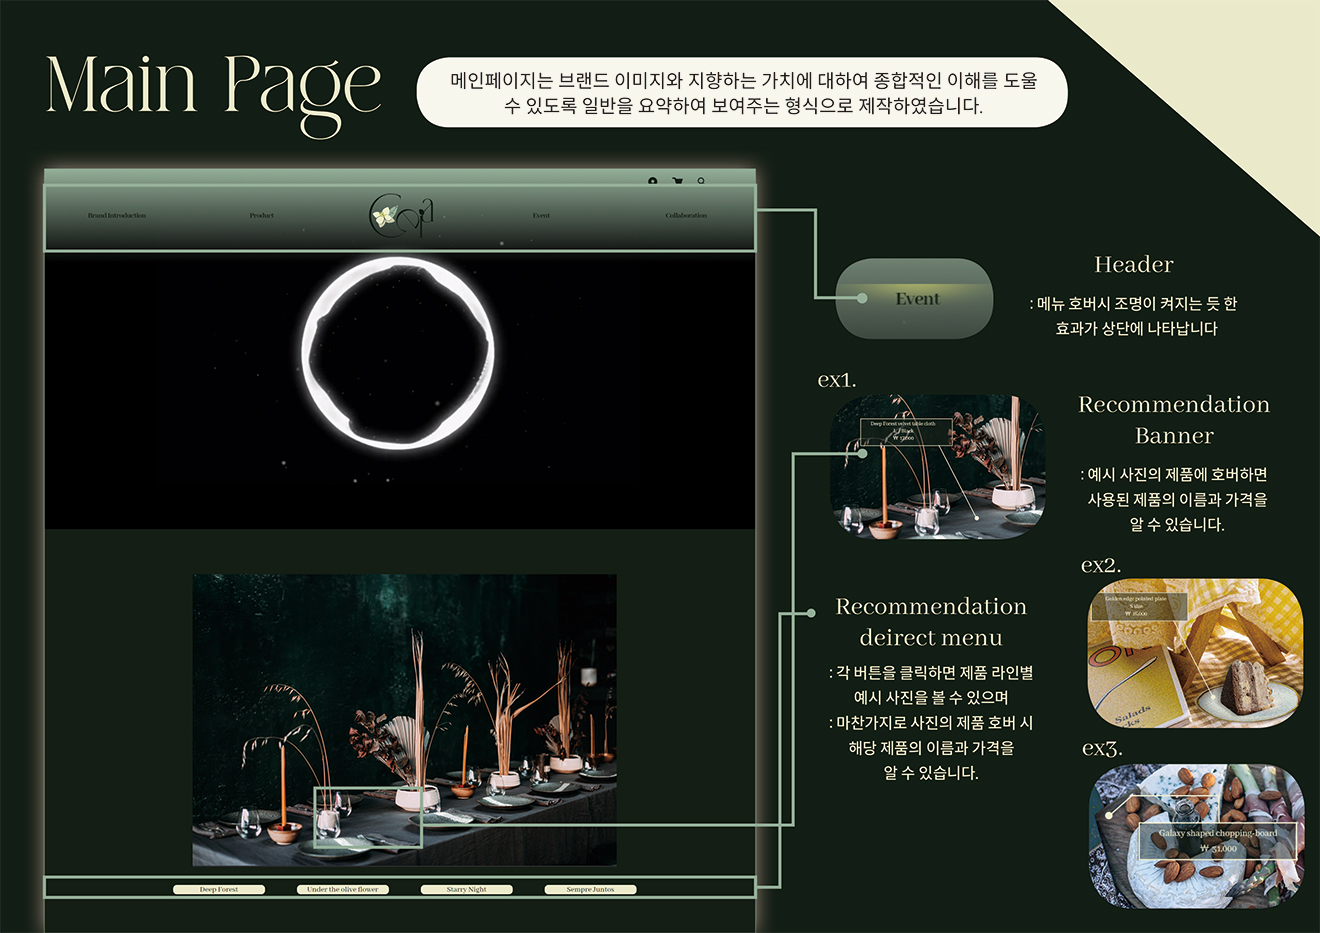 Main Page
메인페이지는 브랜드 이미지와 지향하는 가치에 대하여 종합적인 이해를 도울
수 있도록 일반을 요약하여 보여주는 형식으로 제작하였습니다.
Brand Introduction
Product
Ceja
Event
Collaboration
Event
Header
: 메뉴 호버시 조명이 켜지는 듯 한
효과가 상단에 나타납니다
ex1.
Deep Forest velvet table cloth
Black
₩
Recommendation
Banner
: 예시 사진의 제품에 호버하면
사용된 제품의 이름과 가격을
알 수 있습니다.
ex2.
Golden edge pointed plate
S size
₩
Salads
Recommendation
deirect menu
: 각 버튼을 클릭하면 제품 라인별
예시 사진을 볼 수 있으며
: 마찬가지로 사진의 제품 호버 시
해당 제품의 이름과 가격을
알 수 있습니다.
ex3.
Galaxy shaped chopping-board
₩ 51.000
Deep Forest
Under the olive flower
Starry Night
Sempre Juntos